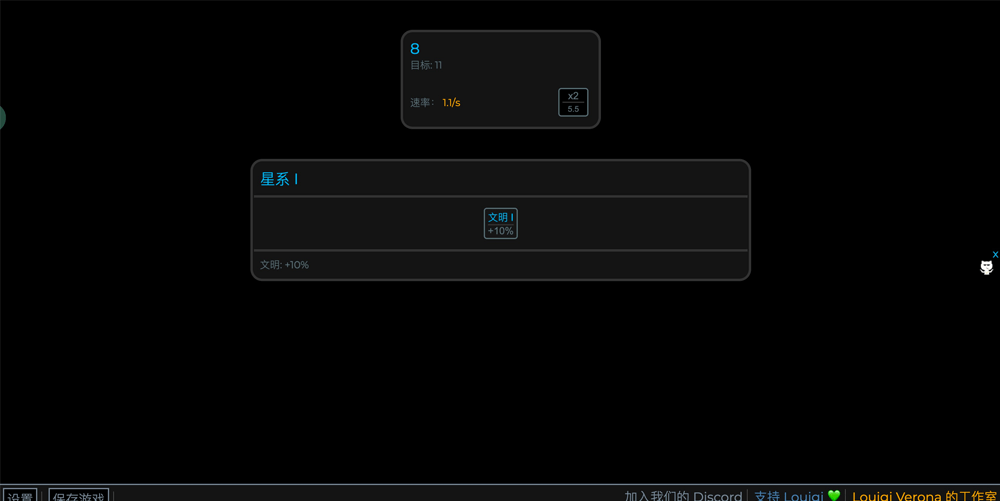 8
目标: 11
速率： 1.1/s
x2
5.5
星系 I
文明 I
+10%
文明: +10%
x
设置
保存游戏
加入我们的 Discord
支持 Louigi 💚
Louigi Verona 的工作室